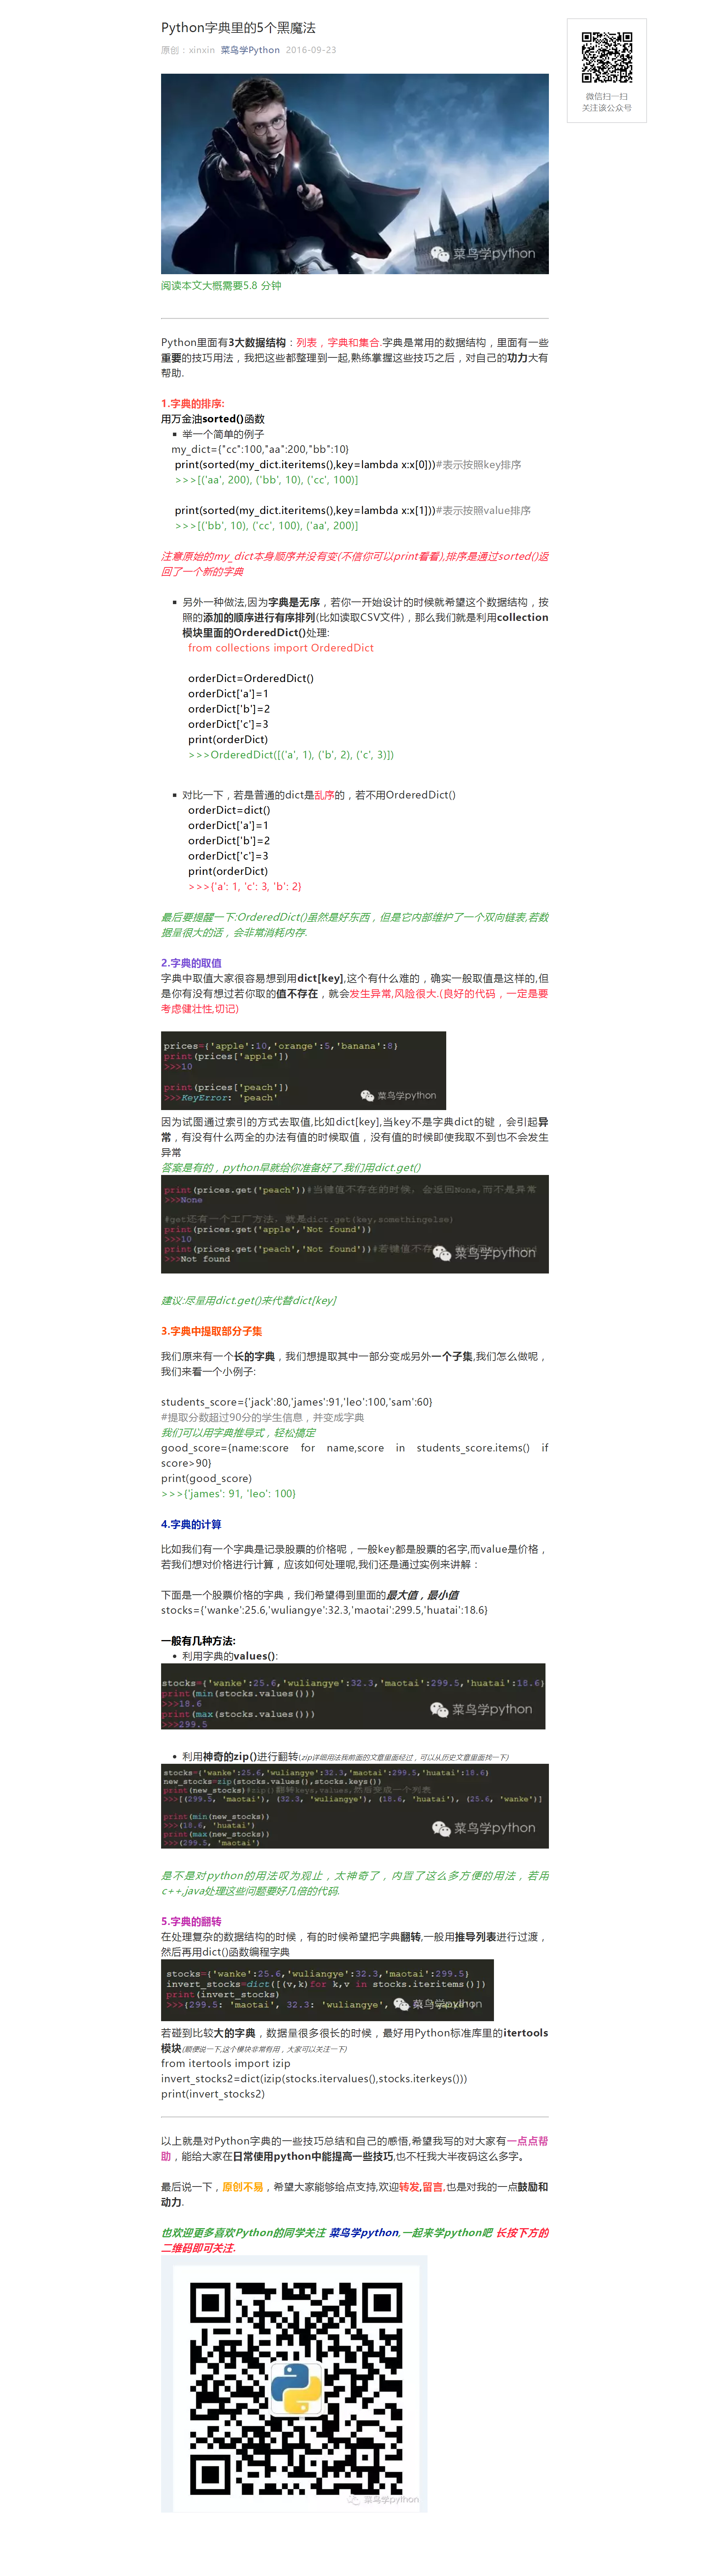 Python字典里的5个黑魔法
原创：xinxin 菜鸟学Python 2016-09-23
微信扫一扫
关注该公众号
菜鸟学python
阅读本文大概需要5.8 分钟
Python里面有3大数据结构：列表，字典和集合.字典是常用的数据结构，里面有一些
重要的技巧用法，我把这些都整理到一起,熟练掌握这些技巧之后，对自己的功力大有
帮助.
1.字典的排序:
用万金油sorted()函数
▪ 举一个简单的例子
my_dict={"cc":100,"aa":200,"bb":10}
print(sorted(my_dict.iteritems(),key=lambda x:x[0]))#表示按照key排序
>>>[('aa', 200), ('bb', 10), ('cc', 100)]
print(sorted(my_dict.iteritems(),key=lambda x:x[1]))#表示按照value排序
>>>[('bb', 10), ('cc', 100), ('aa', 200)]
注意原始的my_dict本身顺序并没有变(不信你可以print看看),排序是通过sorted()返
回了一个新的字典
▪ 另外一种做法,因为字典是无序，若你一开始设计的时候就希望这个数据结构，按
照的添加的顺序进行有序排列(比如读取CSV文件)，那么我们就是利用collection
模块里面的OrderedDict()处理:
from collections import OrderedDict
orderDict=OrderedDict()
orderDict['a']=1
orderDict['b']=2
orderDict['c']=3
print(orderDict)
>>>OrderedDict([('a', 1), ('b', 2), ('c', 3)])
▪ 对比一下，若是普通的dict是乱序的，若不用OrderedDict()
orderDict=dict()
orderDict['a']=1
orderDict['b']=2
orderDict['c']=3
print(orderDict)
>>>{'a': 1, 'c': 3, 'b': 2}
最后要提醒一下:OrderedDict()虽然是好东西，但是它内部维护了一个双向链表,若数
据量很大的话，会非常消耗内存.
2.字典的取值
字典中取值大家很容易想到用dict[key],这个有什么难的，确实一般取值是这样的,但
是你有没有想过若你取的值不存在，就会发生异常,风险很大.(良好的代码，一定是要
考虑健壮性,切记)
prices={'apple':10,'orange':5,'banana':8}
print(prices['apple'])
>>>10
print(prices['peach'])
>>>KeyError: 'peach'
菜鸟学python
因为试图通过索引的方式去取值,比如dict[key],当key不是字典dict的键，会引起异
常，有没有什么两全的办法有值的时候取值，没有值的时候即使我取不到也不会发生
异常
答案是有的，python早就给你准备好了.我们用dict.get()
print(prices.get('peach'))#当键值不存在的时候，会返回None,而不是异常
>>>None
#get还有一个工厂方法，就是dict.get(key,somethingelse)
print(prices.get('apple','Not found'))
>>>10
print(prices.get('peach','Not found'))#若键值不存
>>>Not found
菜鸟学python
建议:尽量用dict.get()来代替dict[key]
3.字典中提取部分子集
我们原来有一个长的字典，我们想提取其中一部分变成另外一个子集,我们怎么做呢，
我们来看一个小例子:
students_score={'jack':80,'james':91,'leo':100,'sam':60}
#提取分数超过90分的学生信息，并变成字典
我们可以用字典推导式，轻松搞定
good_score={name:score for name,score in students_score.items() if
score>90}
print(good_score)
>>>{'james': 91, 'leo': 100}
4.字典的计算
比如我们有一个字典是记录股票的价格呢，一般key都是股票的名字,而value是价格，
若我们想对价格进行计算，应该如何处理呢,我们还是通过实例来讲解：
下面是一个股票价格的字典，我们希望得到里面的最大值，最小值
stocks={'wanke':25.6,'wuliangye':32.3,'maotai':299.5,'huatai':18.6}
一般有几种方法:
• 利用字典的values():
stocks={'wanke':25.6,'wuliangye':32.3,'maotai':299.5,'huatai':18.6}
print(min(stocks.values()))
>>>18.6
print(max(stocks.values()))
>>>299.5
菜鸟学python
• 利用神奇的zip()进行翻转(zip详细用法我前面的文章里面经过，可以从历史文章里面找一下)
stocks={'wanke':25.6,'wuliangye':32.3,'maotai':299.5,'huatai':18.6}
new_stocks=zip(stocks.values(),stocks.keys())
print(new_stocks)#zip()翻转keys,values,然后变成一个列表
>>>[(299.5, 'maotai'), (32.3, 'wuliangye'), (18.6, 'huatai'), (25.6, 'wanke')]
print(min(new_stocks))
>>>(18.6, 'huatai')
print(max(new_stocks))
>>>(299.5, 'maotai')
菜鸟学python
是不是对python的用法叹为观止，太神奇了，内置了这么多方便的用法，若用
c++,java处理这些问题要好几倍的代码.
5.字典的翻转
在处理复杂的数据结构的时候，有的时候希望把字典翻转,一般用推导列表进行过渡，
然后再用dict()函数编程字典
stocks={'wanke':25.6,'wuliangye':32.3,'maotai':299.5}
invert_stocks=dict([(v,k)for k,v in stocks.iteritems()])
print(invert_stocks)
>>>{299.5: 'maotai', 32.3: 'wuliangye',
菜鸟学python
若碰到比较大的字典，数据量很多很长的时候，最好用Python标准库里的itertools
模块(顺便说一下,这个模块非常有用，大家可以关注一下)
from itertools import izip
invert_stocks2=dict(izip(stocks.itervalues(),stocks.iterkeys()))
print(invert_stocks2)
以上就是对Python字典的一些技巧总结和自己的感悟,希望我写的对大家有一点点帮
助，能给大家在日常使用python中能提高一些技巧,也不枉我大半夜码这么多字。
最后说一下，原创不易，希望大家能够给点支持,欢迎转发,留言,也是对我的一点鼓励和
动力.
也欢迎更多喜欢Python的同学关注 菜鸟学python,一起来学python吧 长按下方的
二维码即可关注.
菜鸟学python